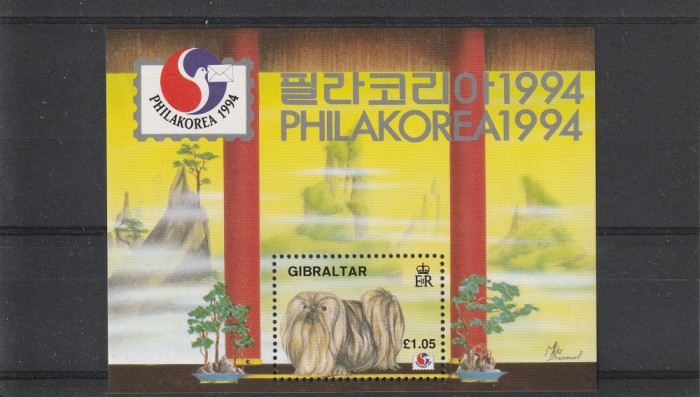 PHILAKOREA 1994
필라코리아1994
PHILAKOREA1994
GIBRALTAR
EIIR
£1.05